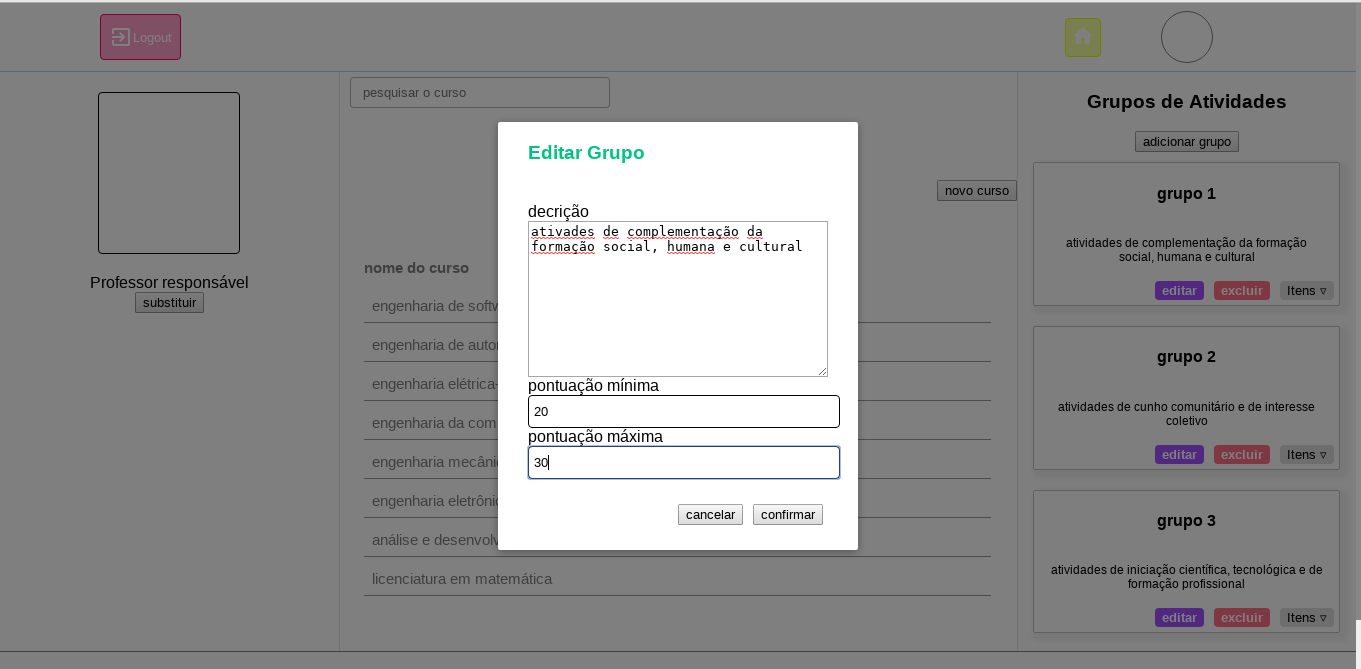 Logout
pesquisar o curso
Professor responsável
substituir
novo curso
nome do curso
engenharia de softw
engenharia de autor
engenharia elétrica-
engenharia da com
engenharia mecânic
engenharia eletrônic
análise e desenvolv
licenciatura em matemática
Editar Grupo
decrição
ativades de complementação da
formação social, humana e cultural
pontuação mínima
20
pontuação máxima
30
cancelar confirmar
Grupos de Atividades
adicionar grupo
grupo 1
atividades de complementação da formação
social, humana e cultural
editar excluir Itens ▿
grupo 2
atividades de cunho comunitário e de interesse
coletivo
editar excluir Itens ▿
grupo 3
atividades de iniciação científica, tecnológica e de
formação profissional
editar excluir Itens ▿